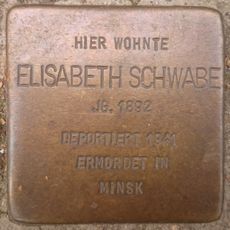 HIER WOHNTE
ELISABETH SCHWABE
JG. 1892
DEPORTIERT 1941
ERMORDET IN
MINSK